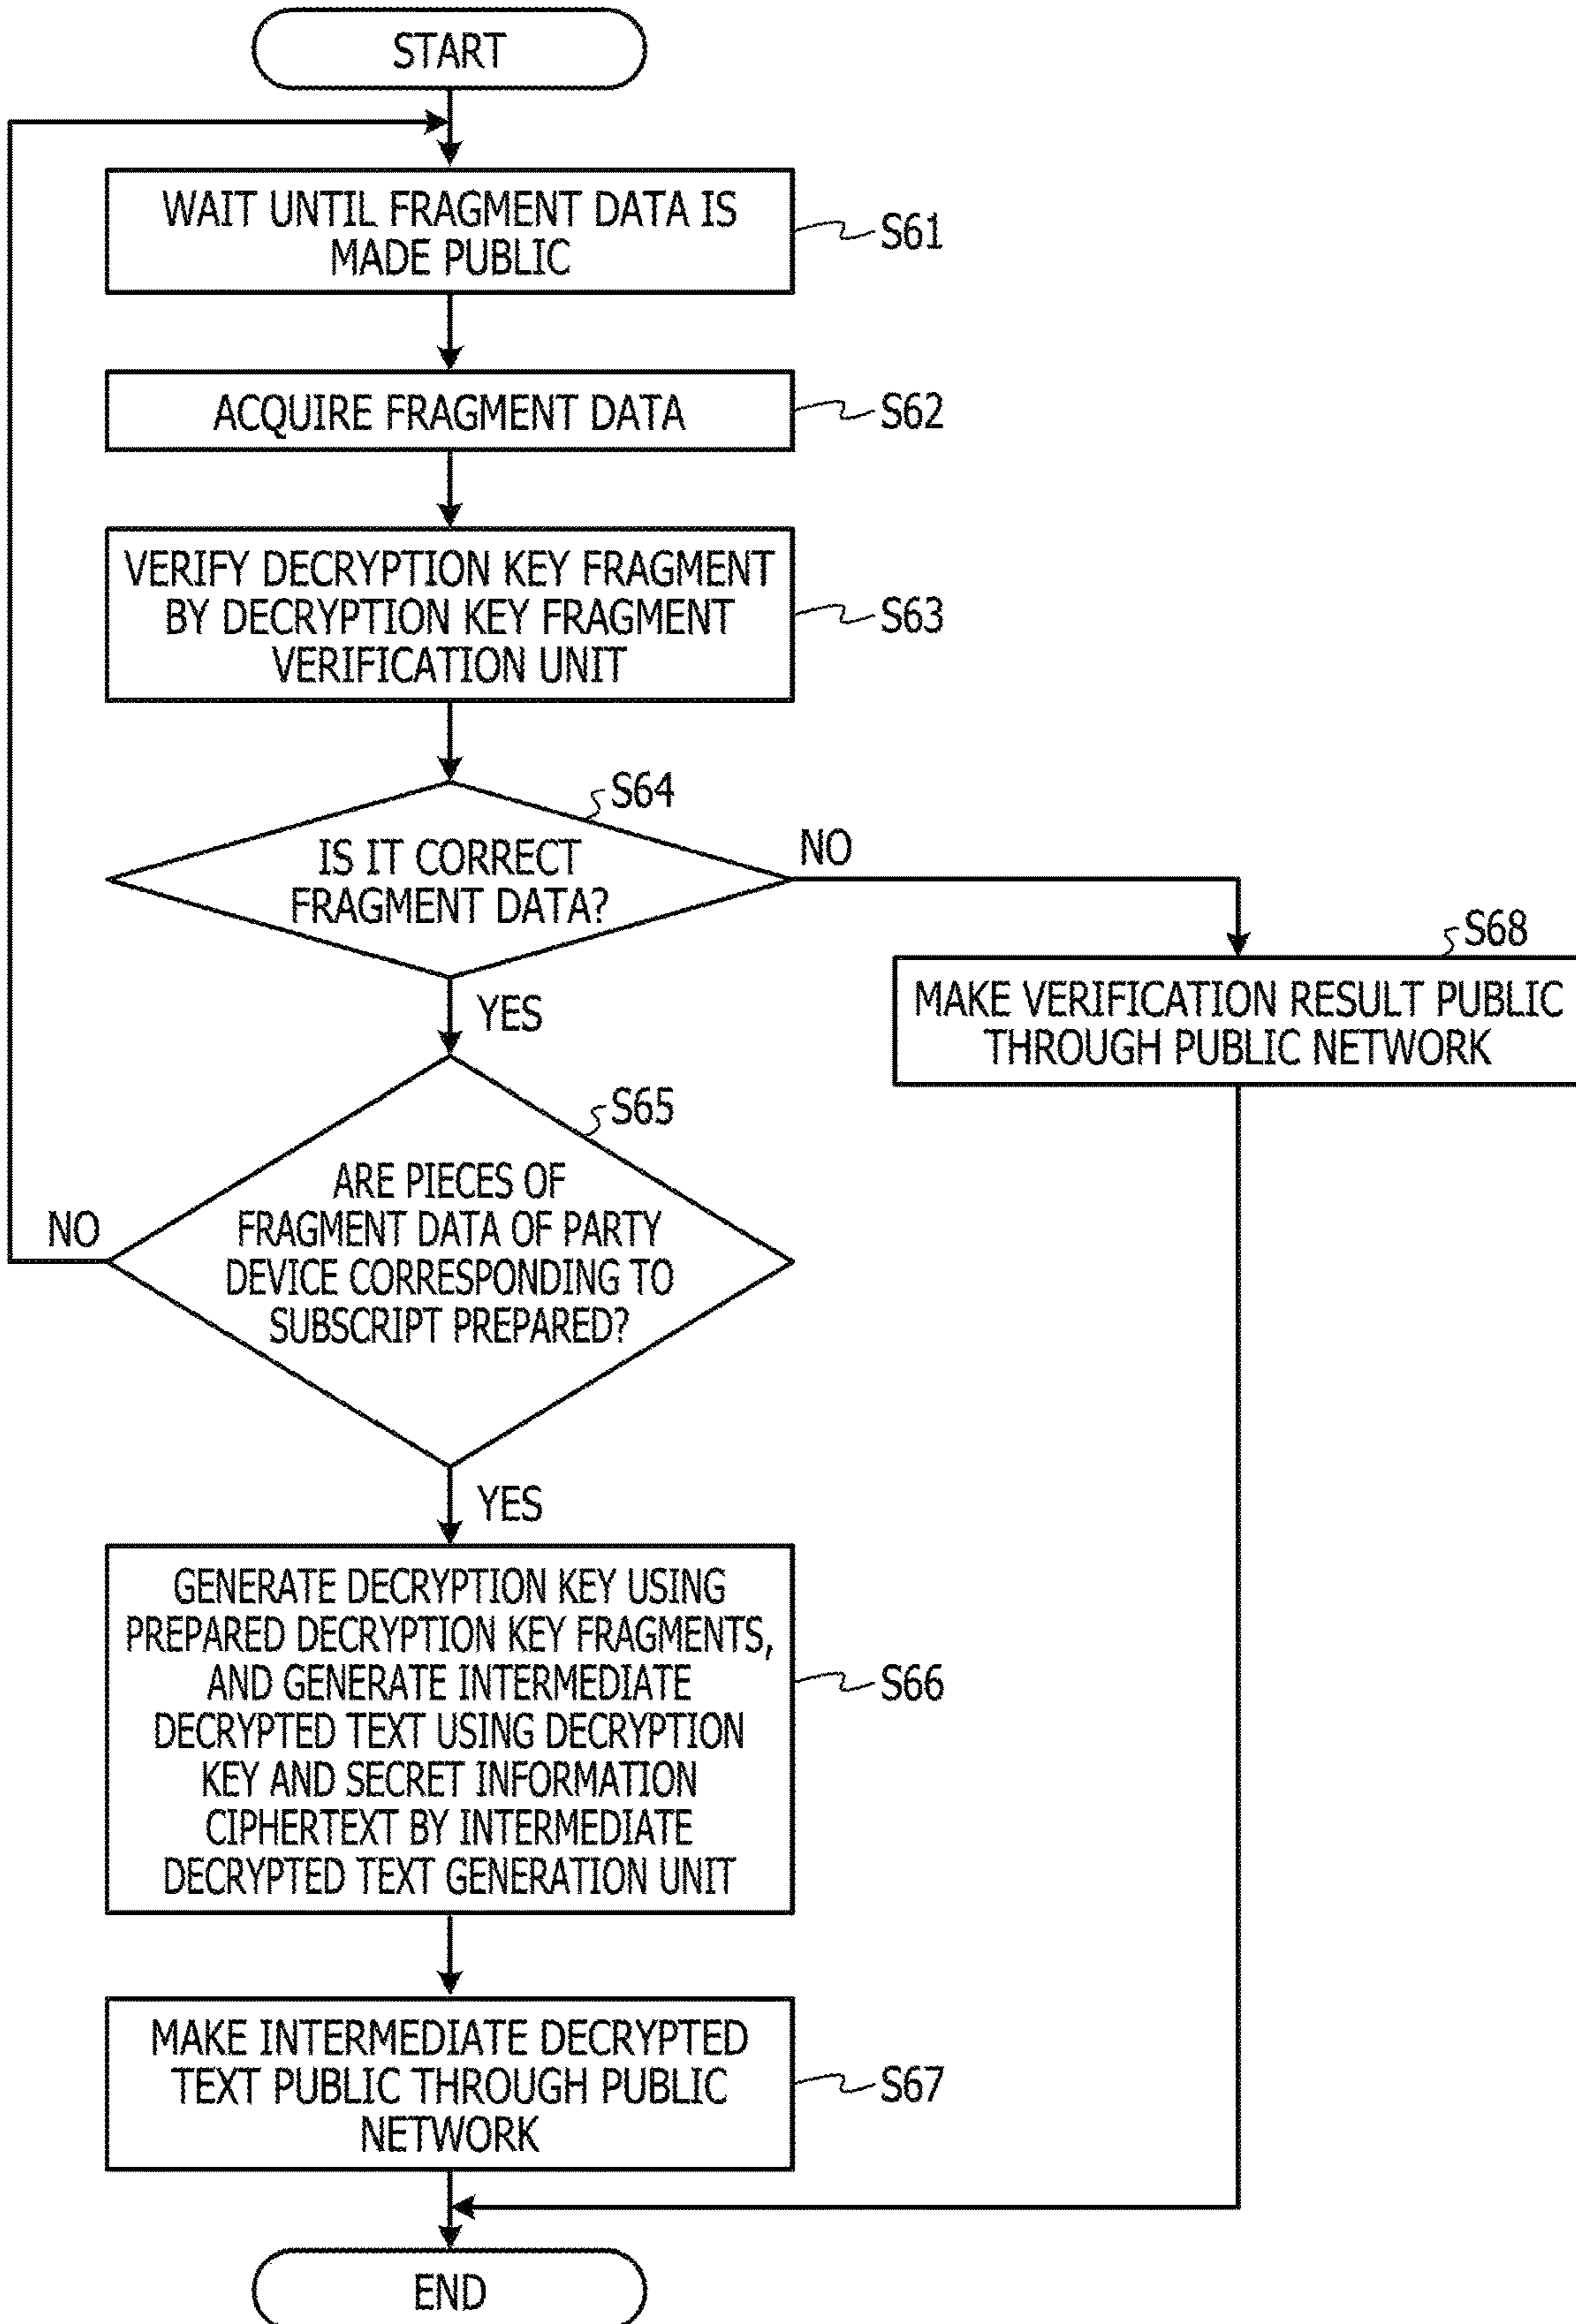 START
WAIT UNTIL FRAGMENT DATA IS
MADE PUBLIC
S61
ACQUIRE FRAGMENT DATA
S62
VERIFY DECRYPTION KEY FRAGMENT
BY DECRYPTION KEY FRAGMENT
VERIFICATION UNIT
S63
S64
IS IT CORRECT
FRAGMENT DATA?
NO
YES
S68
MAKE VERIFICATION RESULT PUBLIC
THROUGH PUBLIC NETWORK
S65
ARE PIECES OF
FRAGMENT DATA OF PARTY
DEVICE CORRESPONDING TO
SUBSCRIPT PREPARED?
NO
YES
GENERATE DECRYPTION KEY USING
PREPARED DECRYPTION KEY FRAGMENTS,
AND GENERATE INTERMEDIATE
DECRYPTED TEXT USING DECRYPTION
KEY AND SECRET INFORMATION
CIPHERTEXT BY INTERMEDIATE
DECRYPTED TEXT GENERATION UNIT
S66
MAKE INTERMEDIATE DECRYPTED
TEXT PUBLIC THROUGH PUBLIC
NETWORK
S67
END